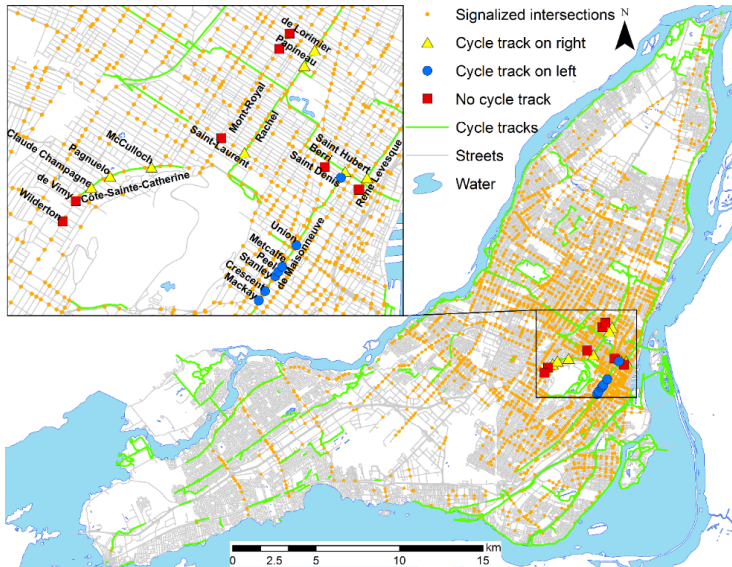 de Lorimier
Papineau
Mont-Royal
Rachel
Saint-Laurent
McCulloch
Pagnuelo
Claude Champagne
de Vimy
Wilderton
Côte-Sainte-Catherine
Saint Hubert
Berri
Saint Denis
René-Levesque
Union
de Maisonneuve
Metcalfe
Peel
Stanley
Crescent
Mackay
Signalized intersections
Cycle track on right
Cycle track on left
No cycle track
Cycle tracks
Streets
Water
N
km
0 2.5 5 10 15